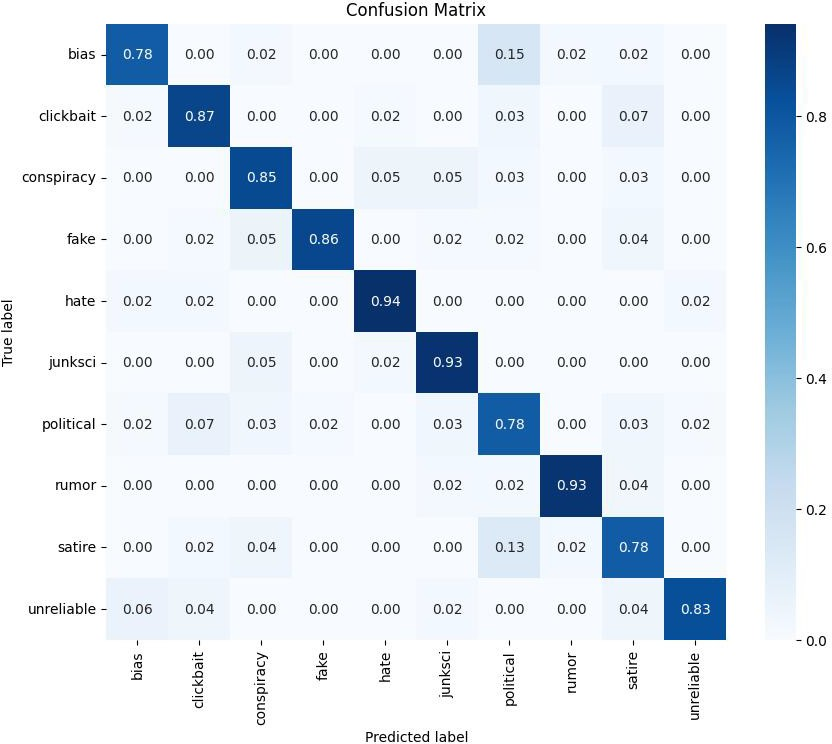 Confusion Matrix
bias 0.78 0.00 0.02 0.00 0.00 0.00 0.15 0.02 0.02 0.00
clickbait 0.02 0.87 0.00 0.00 0.02 0.00 0.03 0.00 0.07 0.00
conspiracy 0.00 0.00 0.85 0.00 0.05 0.05 0.03 0.00 0.03 0.00
fake 0.00 0.02 0.05 0.86 0.00 0.02 0.02 0.00 0.04 0.00
hate 0.02 0.02 0.00 0.00 0.94 0.00 0.00 0.00 0.00 0.02
junksci 0.00 0.00 0.05 0.00 0.02 0.93 0.00 0.00 0.00 0.00
political 0.02 0.07 0.03 0.02 0.00 0.03 0.78 0.00 0.03 0.02
rumor 0.00 0.00 0.00 0.00 0.00 0.02 0.02 0.93 0.04 0.00
satire 0.00 0.02 0.04 0.00 0.00 0.00 0.13 0.02 0.78 0.00
unreliable 0.06 0.04 0.00 0.00 0.00 0.02 0.00 0.00 0.04 0.83
bias clickbait conspiracy fake hate junksci political rumor satire unreliable
Predicted label
True label
0.8
0.6
0.4
0.2
0.0